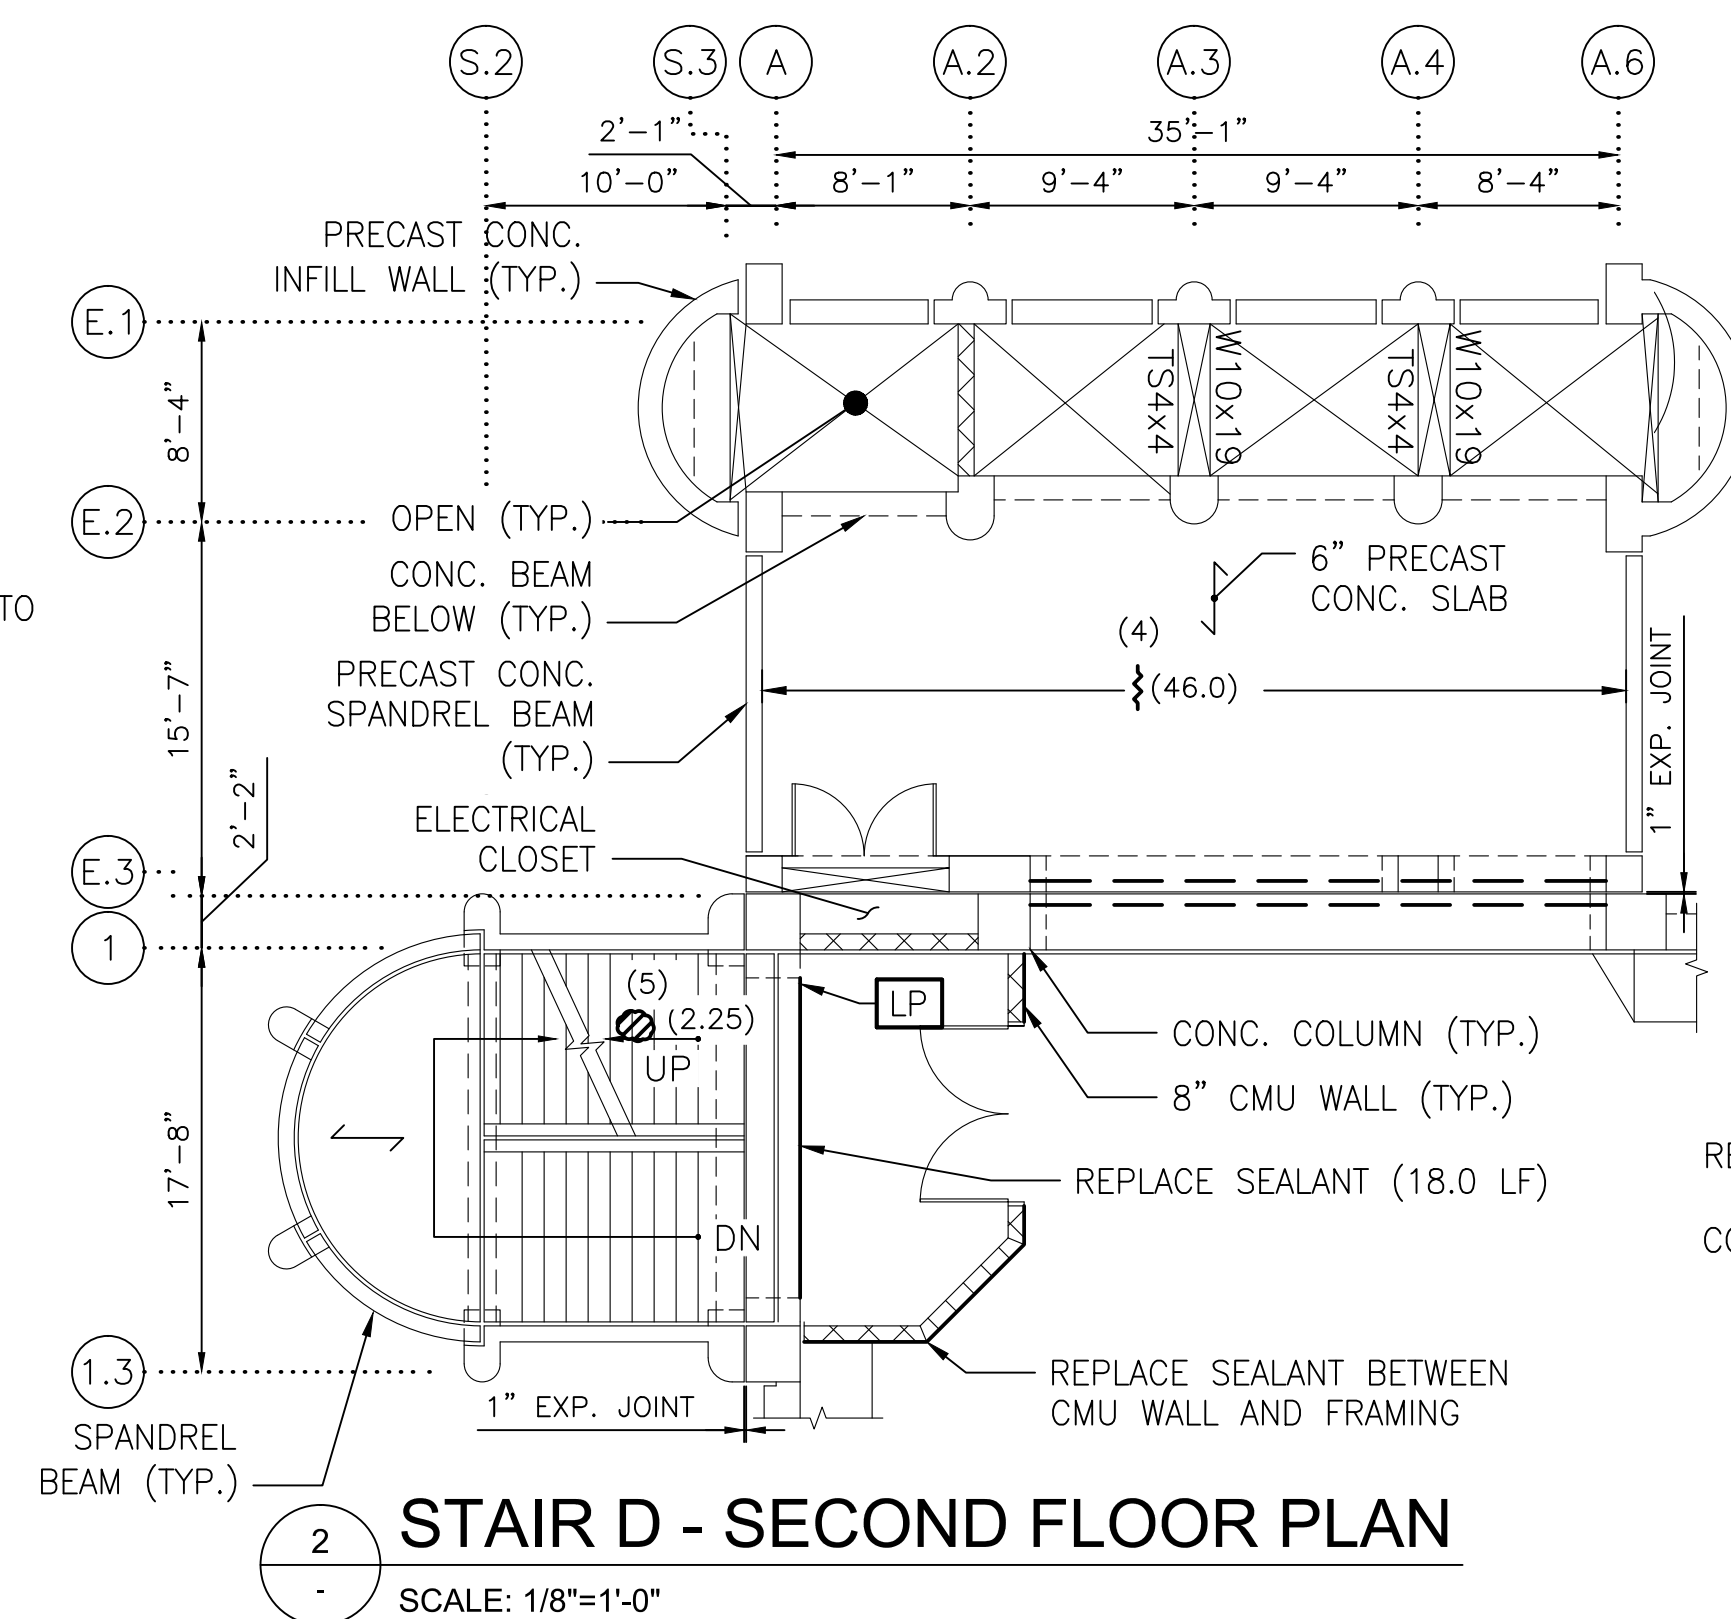 S.2 S.3 A A.2 A.3 A.4 A.6
2'-1" 35'-1"
10'-0" 8'-1" 9'-4" 9'-4" 8'-4"
PRECAST CONC.
INFILL WALL (TYP.)
E.1
8'-4"
TS4x4
W10x19
TS4x4
W10x19
E.2
OPEN (TYP.)
CONC. BEAM
BELOW (TYP.)
6" PRECAST
CONC. SLAB
TO
(4)
(46.0)
15'-7"
PRECAST CONC.
SPANDREL BEAM
(TYP.)
1" EXP. JOINT
2'-2"
ELECTRICAL
CLOSET
E.3
1
(5)
(2.25)
UP
LP
CONC. COLUMN (TYP.)
8" CMU WALL (TYP.)
17'-8"
REPLACE SEALANT (18.0 LF)
DN
1.3
REPLACE SEALANT BETWEEN
CMU WALL AND FRAMING
1" EXP. JOINT
SPANDREL
BEAM (TYP.)
2
-
STAIR D - SECOND FLOOR PLAN
SCALE: 1/8"=1'-0"